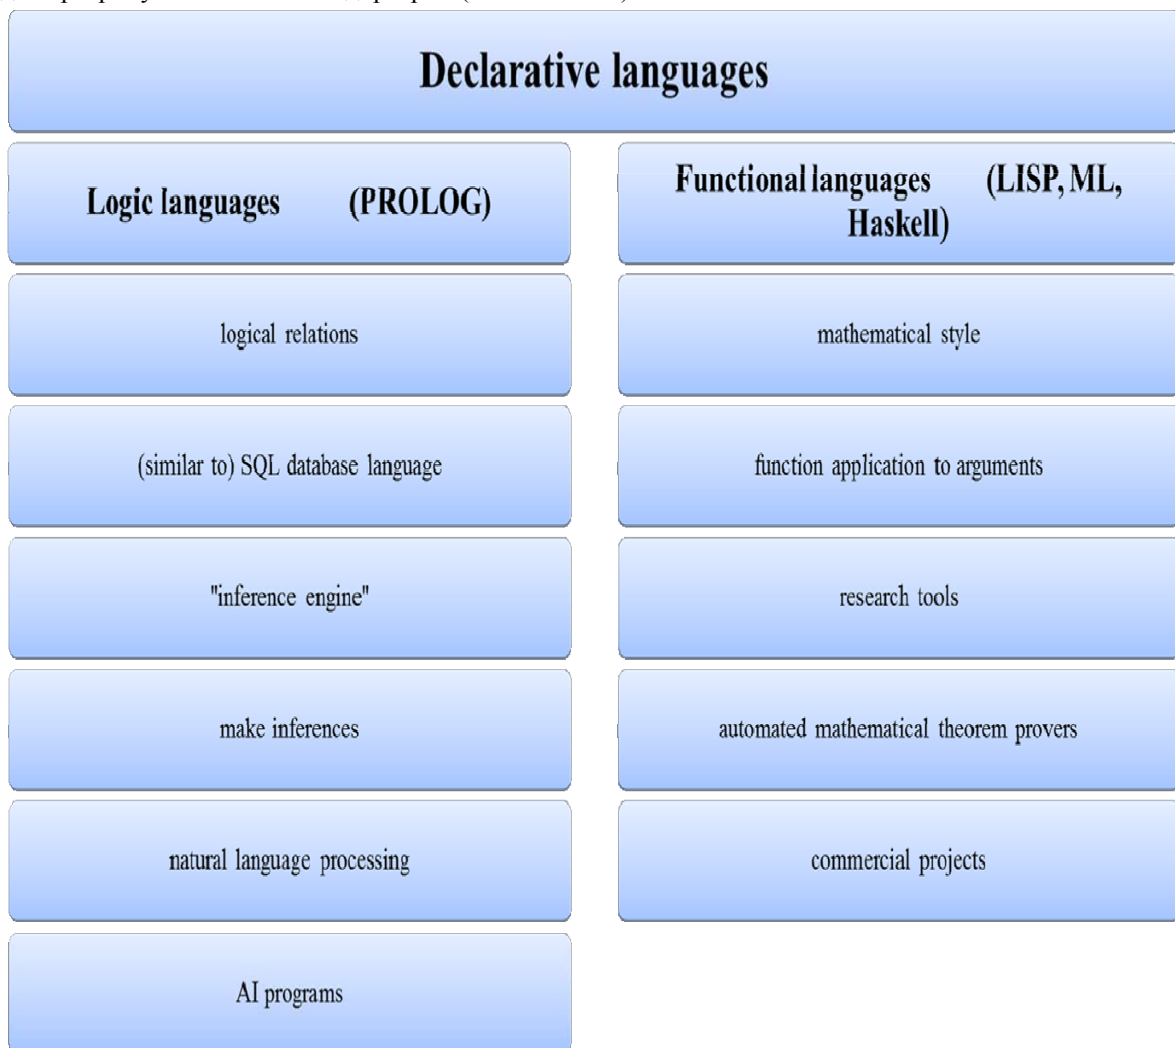 Declarative languages
Logic languages (PROLOG)
Functional languages (LISP, ML,
Haskell)
logical relations
mathematical style
(similar to) SQL database language
function application to arguments
"inference engine"
research tools
make inferences
automated mathematical theorem provers
natural language processing
commercial projects
AI programs